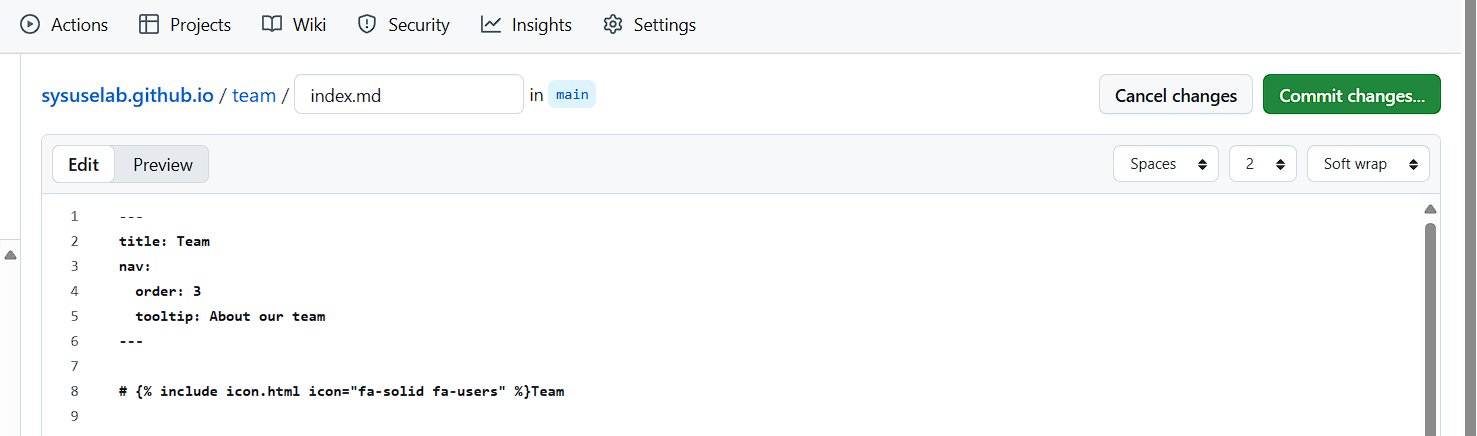 Actions Projects Wiki Security Insights Settings
sysuselab.github.io / team / index.md in main Cancel changes Commit changes...
Edit Preview Spaces 2 Soft wrap
1 ---
2 title: Team
3 nav:
4   order: 3
5   tooltip: About our team
6 ---
7
8 # {% include icon.html icon="fa-solid fa-users" %}Team
9